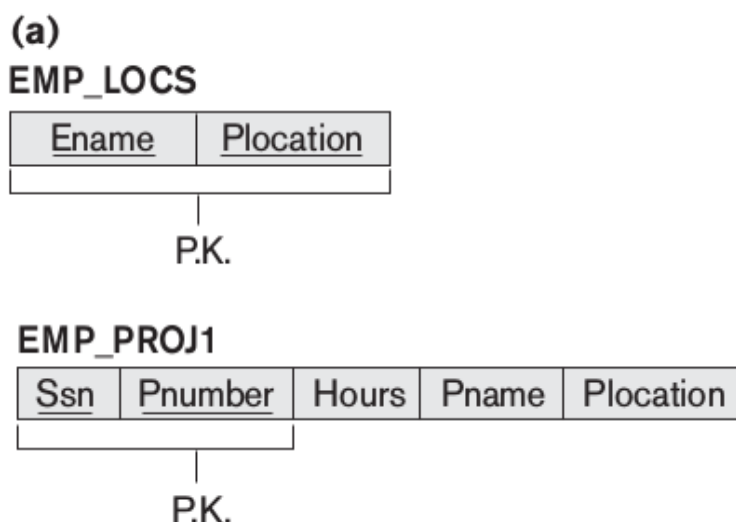 (a)
EMP_LOCS
Ename Plocation
P.K.
EMP_PROJ1
Ssn Pnumber Hours Pname Plocation
P.K.